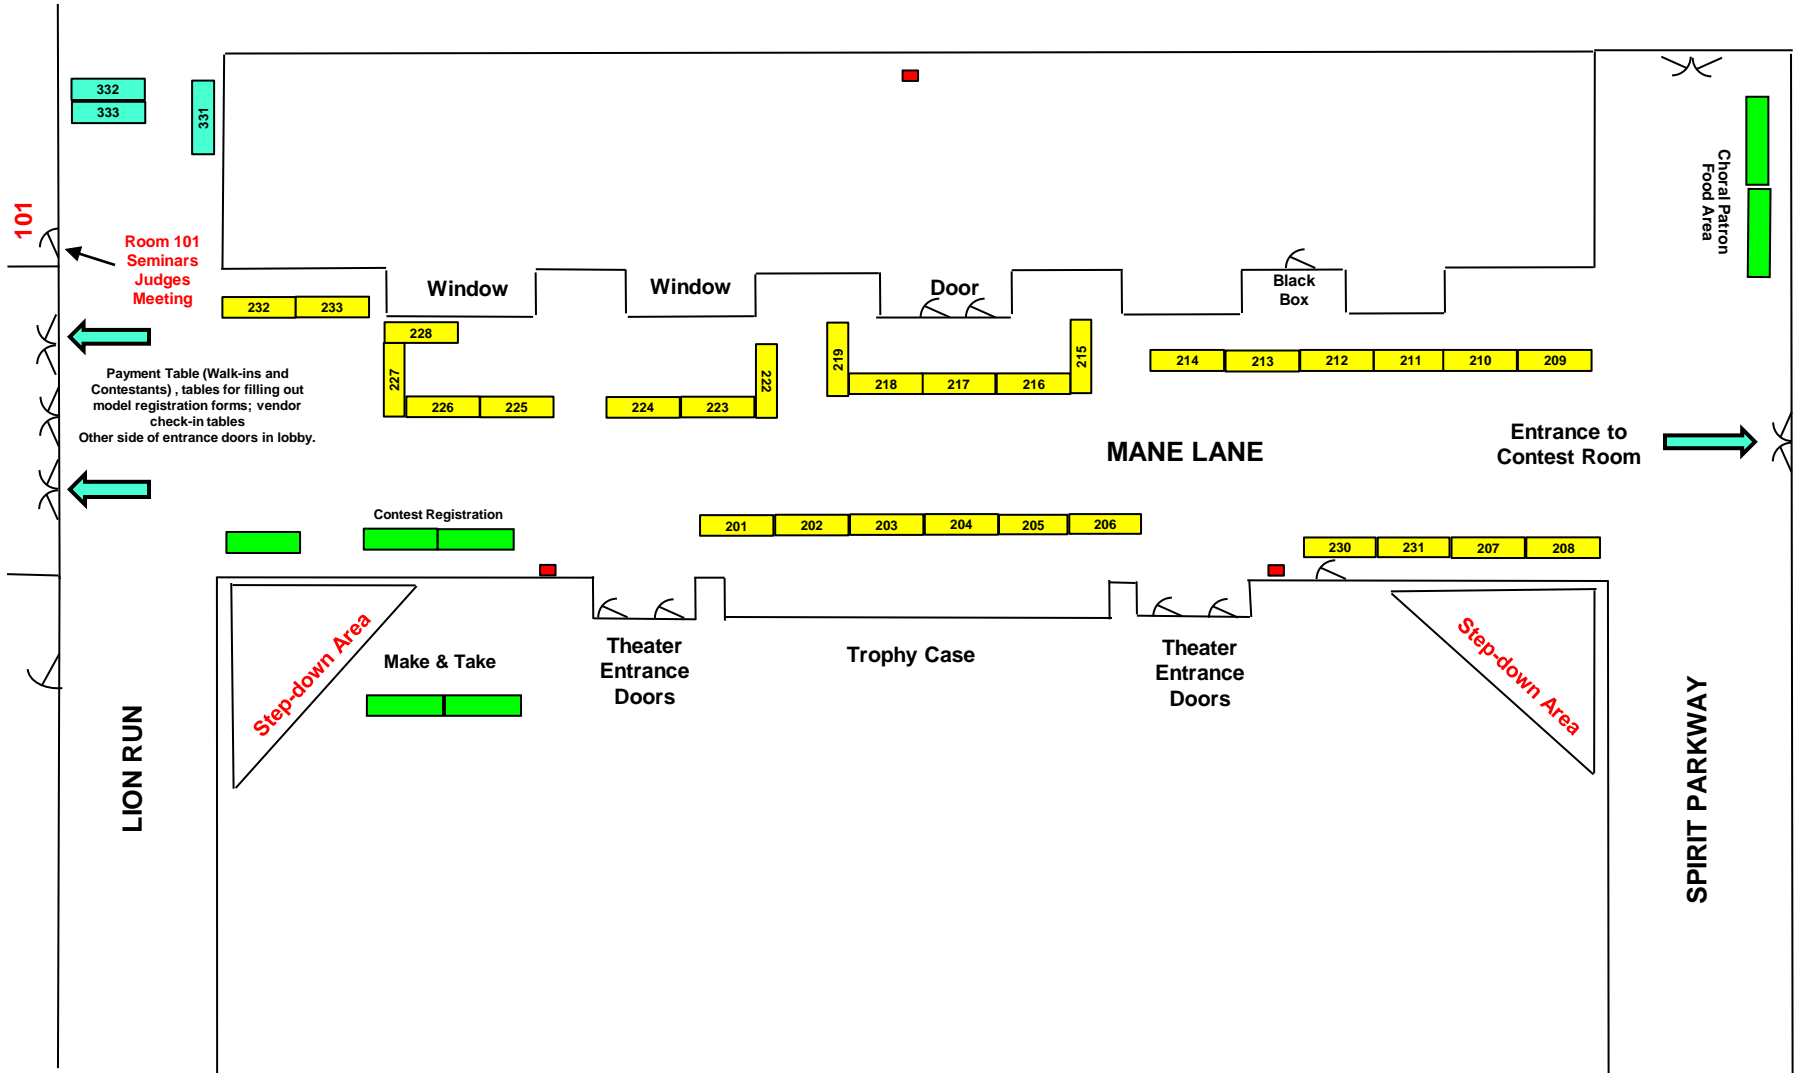 332
333
331
101
Room 101
Seminars
Judges
Meeting
Choral Patron
Food Area
Window
Window
Door
Black
Box
232
233
228
227
226
225
224
223
222
219
218
217
216
215
214
213
212
211
210
209
Payment Table (Walk-ins and
Contestants) , tables for filling out
model registration forms; vendor
check-in tables
Other side of entrance doors in lobby.
MANE LANE
Entrance to
Contest Room
Contest Registration
201
202
203
204
205
206
230
231
207
208
Step-down Area
Make & Take
Theater
Entrance
Doors
Trophy Case
Theater
Entrance
Doors
Step-down Area
LION RUN
SPIRIT PARKWAY